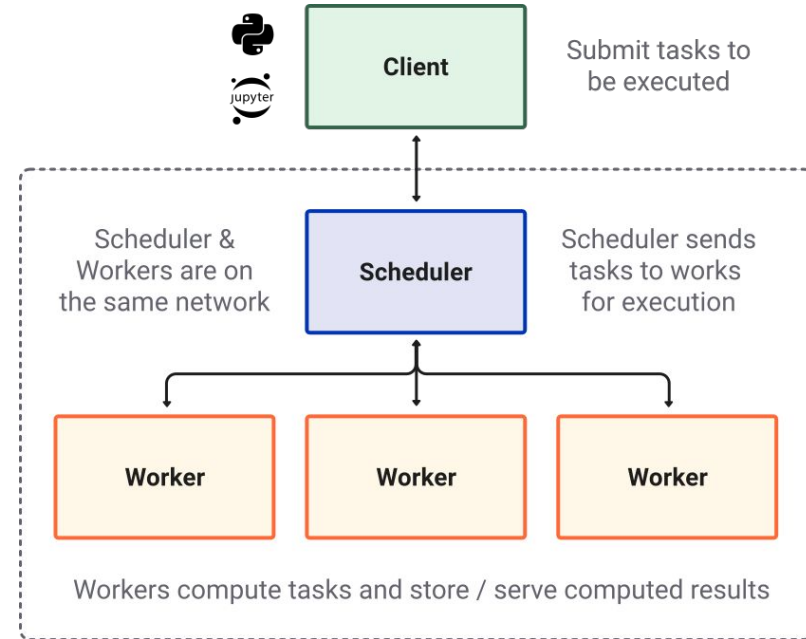 Client
Submit tasks to
be executed
jupyter
Scheduler &
Workers are on
the same network
Scheduler
Scheduler sends
tasks to works
for execution
Worker
Worker
Worker
Workers compute tasks and store / serve computed results